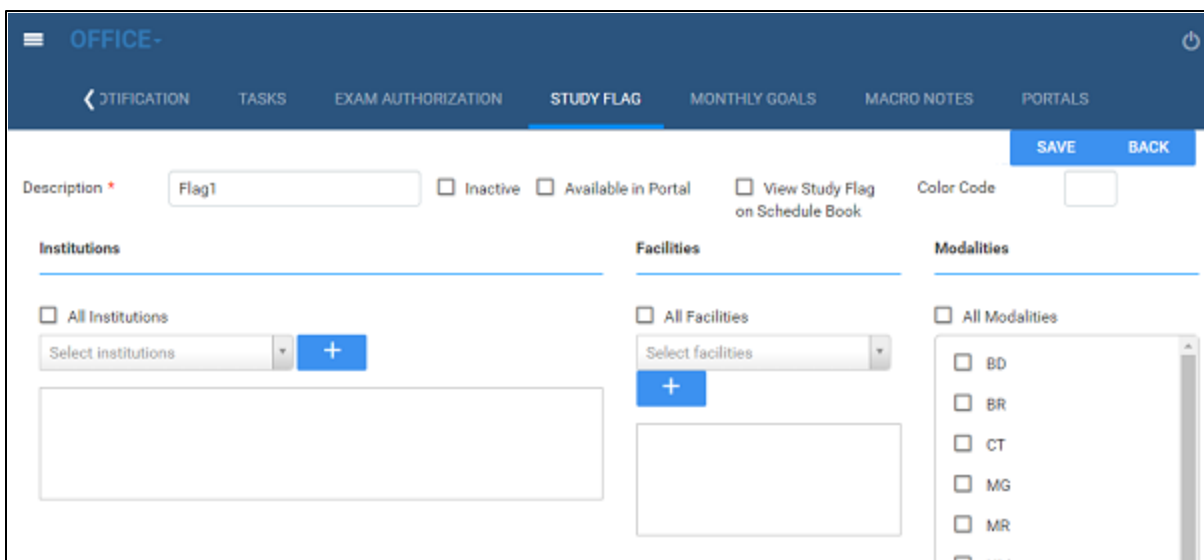 OFFICE-
OTIFICATION TASKS EXAM AUTHORIZATION STUDY FLAG MONTHLY GOALS MACRO NOTES PORTALS
SAVE BACK
Description * Flag1 Inactive Available in Portal View Study Flag on Schedule Book Color Code
Institutions Facilities Modalities
All Institutions All Facilities All Modalities
Select institutions + Select facilities
BD
+
BR
CT
MG
MR